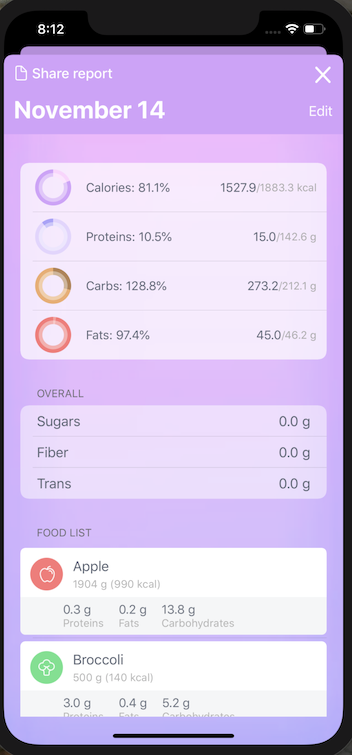 8:12
Share report
November 14
Edit
Calories: 81.1% 1527.9/1883.3 kcal
Proteins: 10.5% 15.0/142.6 g
Carbs: 128.8% 273.2/212.1 g
Fats: 97.4% 45.0/46.2 g
OVERALL
Sugars 0.0 g
Fiber 0.0 g
Trans 0.0 g
FOOD LIST
Apple
1904 g (990 kcal)
0.3 g 0.2 g 13.8 g
Proteins Fats Carbohydrates
Broccoli
500 g (140 kcal)
3.0 g 0.4 g 5.2 g
Proteins Fats Carbohydrates